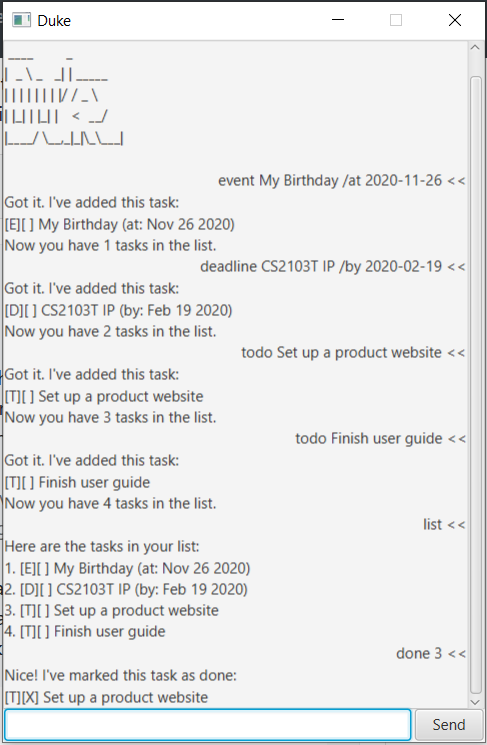 Duke
 ____        _
|  _ \ _   _| | _____
| | | | | | | |/ / _ \
| |_| | |_| |   <  __/
|____/ \__,_|_|\_\___|
event My Birthday /at 2020-11-26 <<
Got it. I've added this task:
[E][ ] My Birthday (at: Nov 26 2020)
Now you have 1 tasks in the list.
deadline CS2103T IP /by 2020-02-19 <<
Got it. I've added this task:
[D][ ] CS2103T IP (by: Feb 19 2020)
Now you have 2 tasks in the list.
todo Set up a product website <<
Got it. I've added this task:
[T][ ] Set up a product website
Now you have 3 tasks in the list.
todo Finish user guide <<
Got it. I've added this task:
[T][ ] Finish user guide
Now you have 4 tasks in the list.
list <<
Here are the tasks in your list:
1. [E][ ] My Birthday (at: Nov 26 2020)
2. [D][ ] CS2103T IP (by: Feb 19 2020)
3. [T][ ] Set up a product website
4. [T][ ] Finish user guide
done 3 <<
Nice! I've marked this task as done:
[T][X] Set up a product website
Send